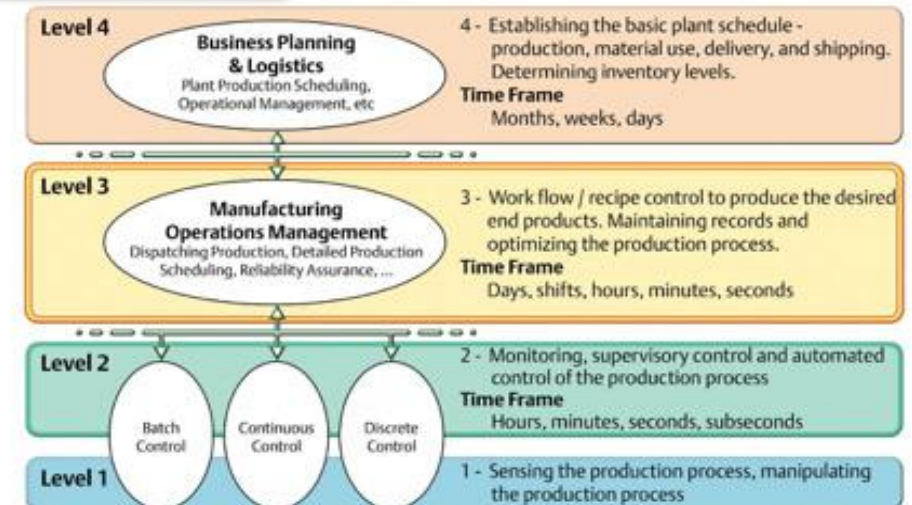 Level 4
Business Planning
& Logistics
Plant Production Scheduling,
Operational Management, etc
4 - Establishing the basic plant schedule -
production, material use, delivery, and shipping.
Determining inventory levels.
Time Frame
Months, weeks, days
Level 3
Manufacturing
Operations Management
Dispatching Production, Detailed Production
Scheduling, Reliability Assurance, ...
3 - Work flow / recipe control to produce the desired
end products. Maintaining records and
optimizing the production process.
Time Frame
Days, shifts, hours, minutes, seconds
Level 2
Batch
Control
Continuous
Control
Discrete
Control
2 - Monitoring, supervisory control and automated
control of the production process
Time Frame
Hours, minutes, seconds, subseconds
Level 1
1 - Sensing the production process, manipulating
the production process